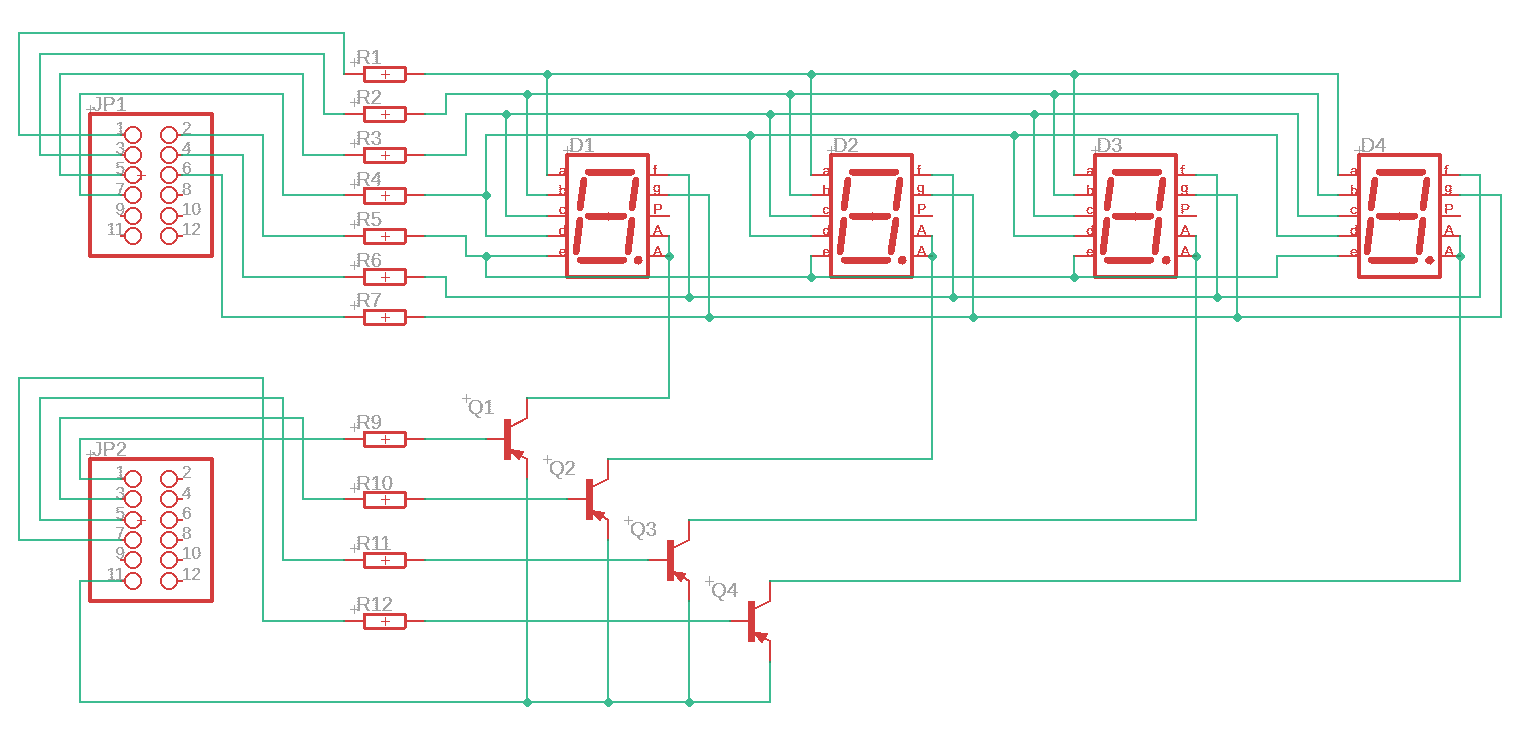 R1
R2
JP1
1 2
3 4
5 6
7 8
9 10
11 12
R3
R4
R5
R6
R7
D1
a f
b g
c P
d A
e A
D2
a f
b g
c P
d A
e A
D3
a f
b g
c P
d A
e A
D4
a f
b g
c P
d A
e A
JP2
1 2
3 4
5 6
7 8
9 10
11 12
R9
R10
R11
R12
Q1
Q2
Q3
Q4